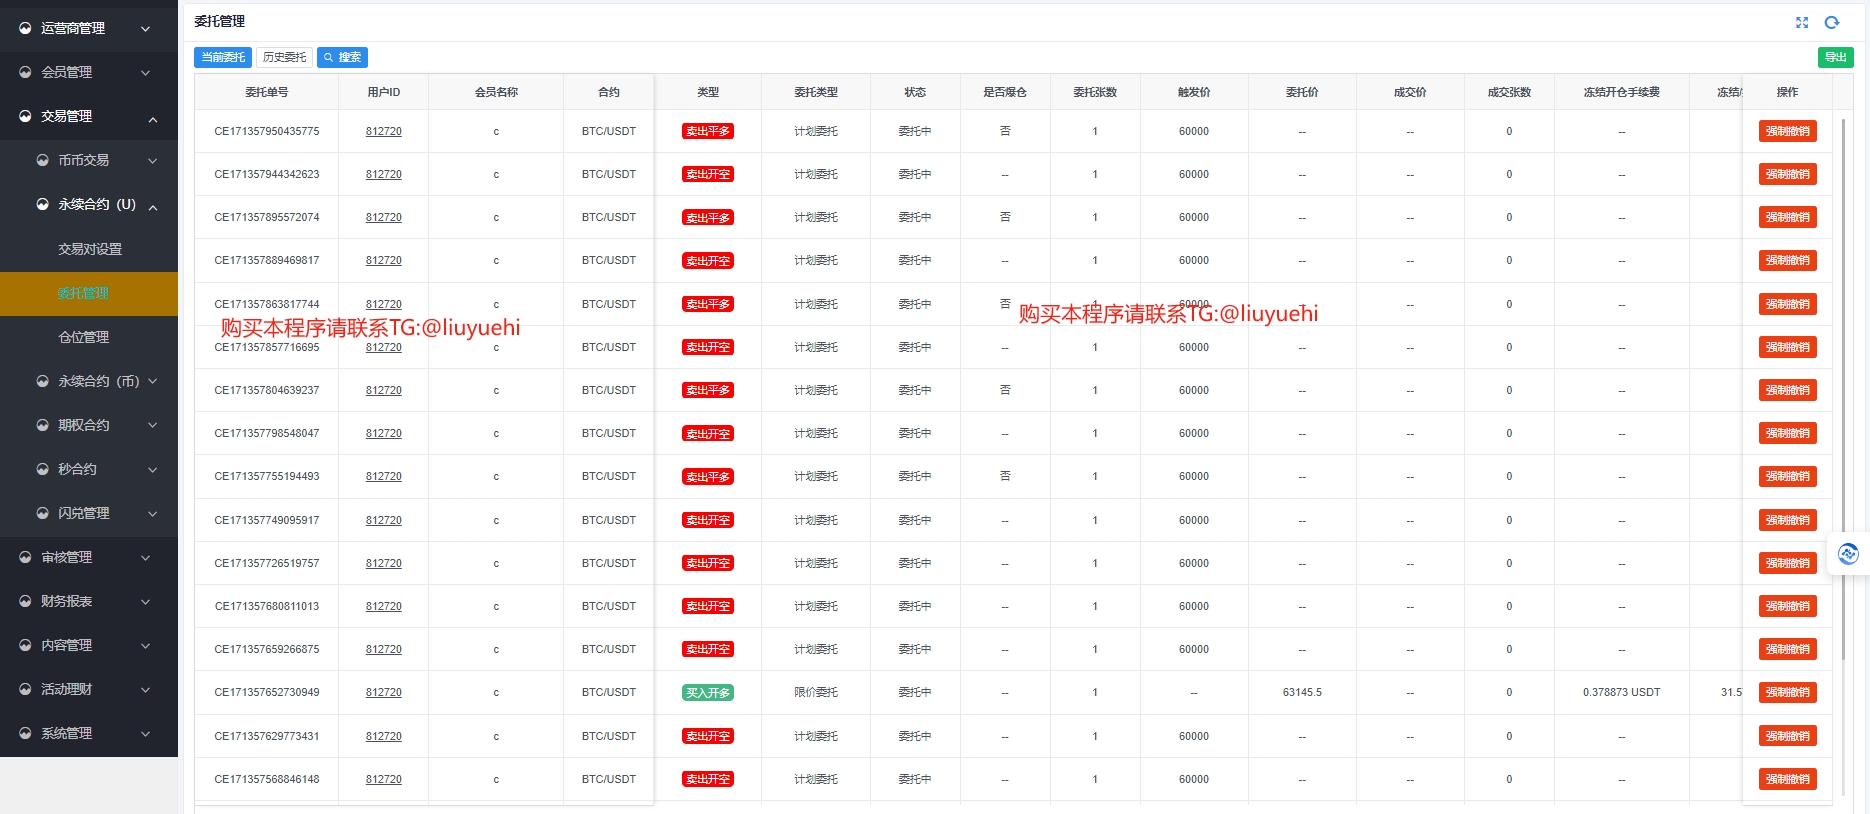 运营商管理
会员管理
交易管理
币币交易
永续合约（U）
交易对设置
委托管理
仓位管理
永续合约（币）
期权合约
秒合约
闪兑管理
审核管理
财务报表
内容管理
活动理财
系统管理
委托管理
当前委托 历史委托 搜索 导出
委托单号 用户ID 会员名称 合约 类型 委托类型 状态 是否爆仓 委托张数 触发价 委托价 成交价 成交张数 冻结开仓手续费 冻结 操作
CE171357950435775 812720 c BTC/USDT 卖出平多 计划委托 委托中 否 1 60000 -- -- 0 -- 强制撤销
CE171357944342623 812720 c BTC/USDT 卖出开空 计划委托 委托中 -- 1 60000 -- -- 0 -- 强制撤销
CE171357895572074 812720 c BTC/USDT 卖出平多 计划委托 委托中 否 1 60000 -- -- 0 -- 强制撤销
CE171357889469817 812720 c BTC/USDT 卖出开空 计划委托 委托中 -- 1 60000 -- -- 0 -- 强制撤销
CE171357863817744 812720 c BTC/USDT 卖出平多 计划委托 委托中 否 1 60000 -- -- 0 -- 强制撤销
购买本程序请联系TG:@liuyuehi 购买本程序请联系TG:@liuyuehi
CE171357857716695 812720 c BTC/USDT 卖出开空 计划委托 委托中 -- 1 60000 -- -- 0 -- 强制撤销
CE171357804639237 812720 c BTC/USDT 卖出平多 计划委托 委托中 否 1 60000 -- -- 0 -- 强制撤销
CE171357798548047 812720 c BTC/USDT 卖出开空 计划委托 委托中 -- 1 60000 -- -- 0 -- 强制撤销
CE171357755194493 812720 c BTC/USDT 卖出平多 计划委托 委托中 否 1 60000 -- -- 0 -- 强制撤销
CE171357749095917 812720 c BTC/USDT 卖出开空 计划委托 委托中 -- 1 60000 -- -- 0 -- 强制撤销
CE171357726519757 812720 c BTC/USDT 卖出开空 计划委托 委托中 -- 1 60000 -- -- 0 -- 强制撤销
CE171357680811013 812720 c BTC/USDT 卖出开空 计划委托 委托中 -- 1 60000 -- -- 0 -- 强制撤销
CE171357659266875 812720 c BTC/USDT 卖出开空 计划委托 委托中 -- 1 60000 -- -- 0 -- 强制撤销
CE171357652730949 812720 c BTC/USDT 买入开多 限价委托 委托中 -- 1 -- 63145.5 -- 0 0.378873 USDT 31.5 强制撤销
CE171357629773431 812720 c BTC/USDT 卖出开空 计划委托 委托中 -- 1 60000 -- -- 0 -- 强制撤销
CE171357568846148 812720 c BTC/USDT 卖出开空 计划委托 委托中 -- 1 60000 -- -- 0 -- 强制撤销